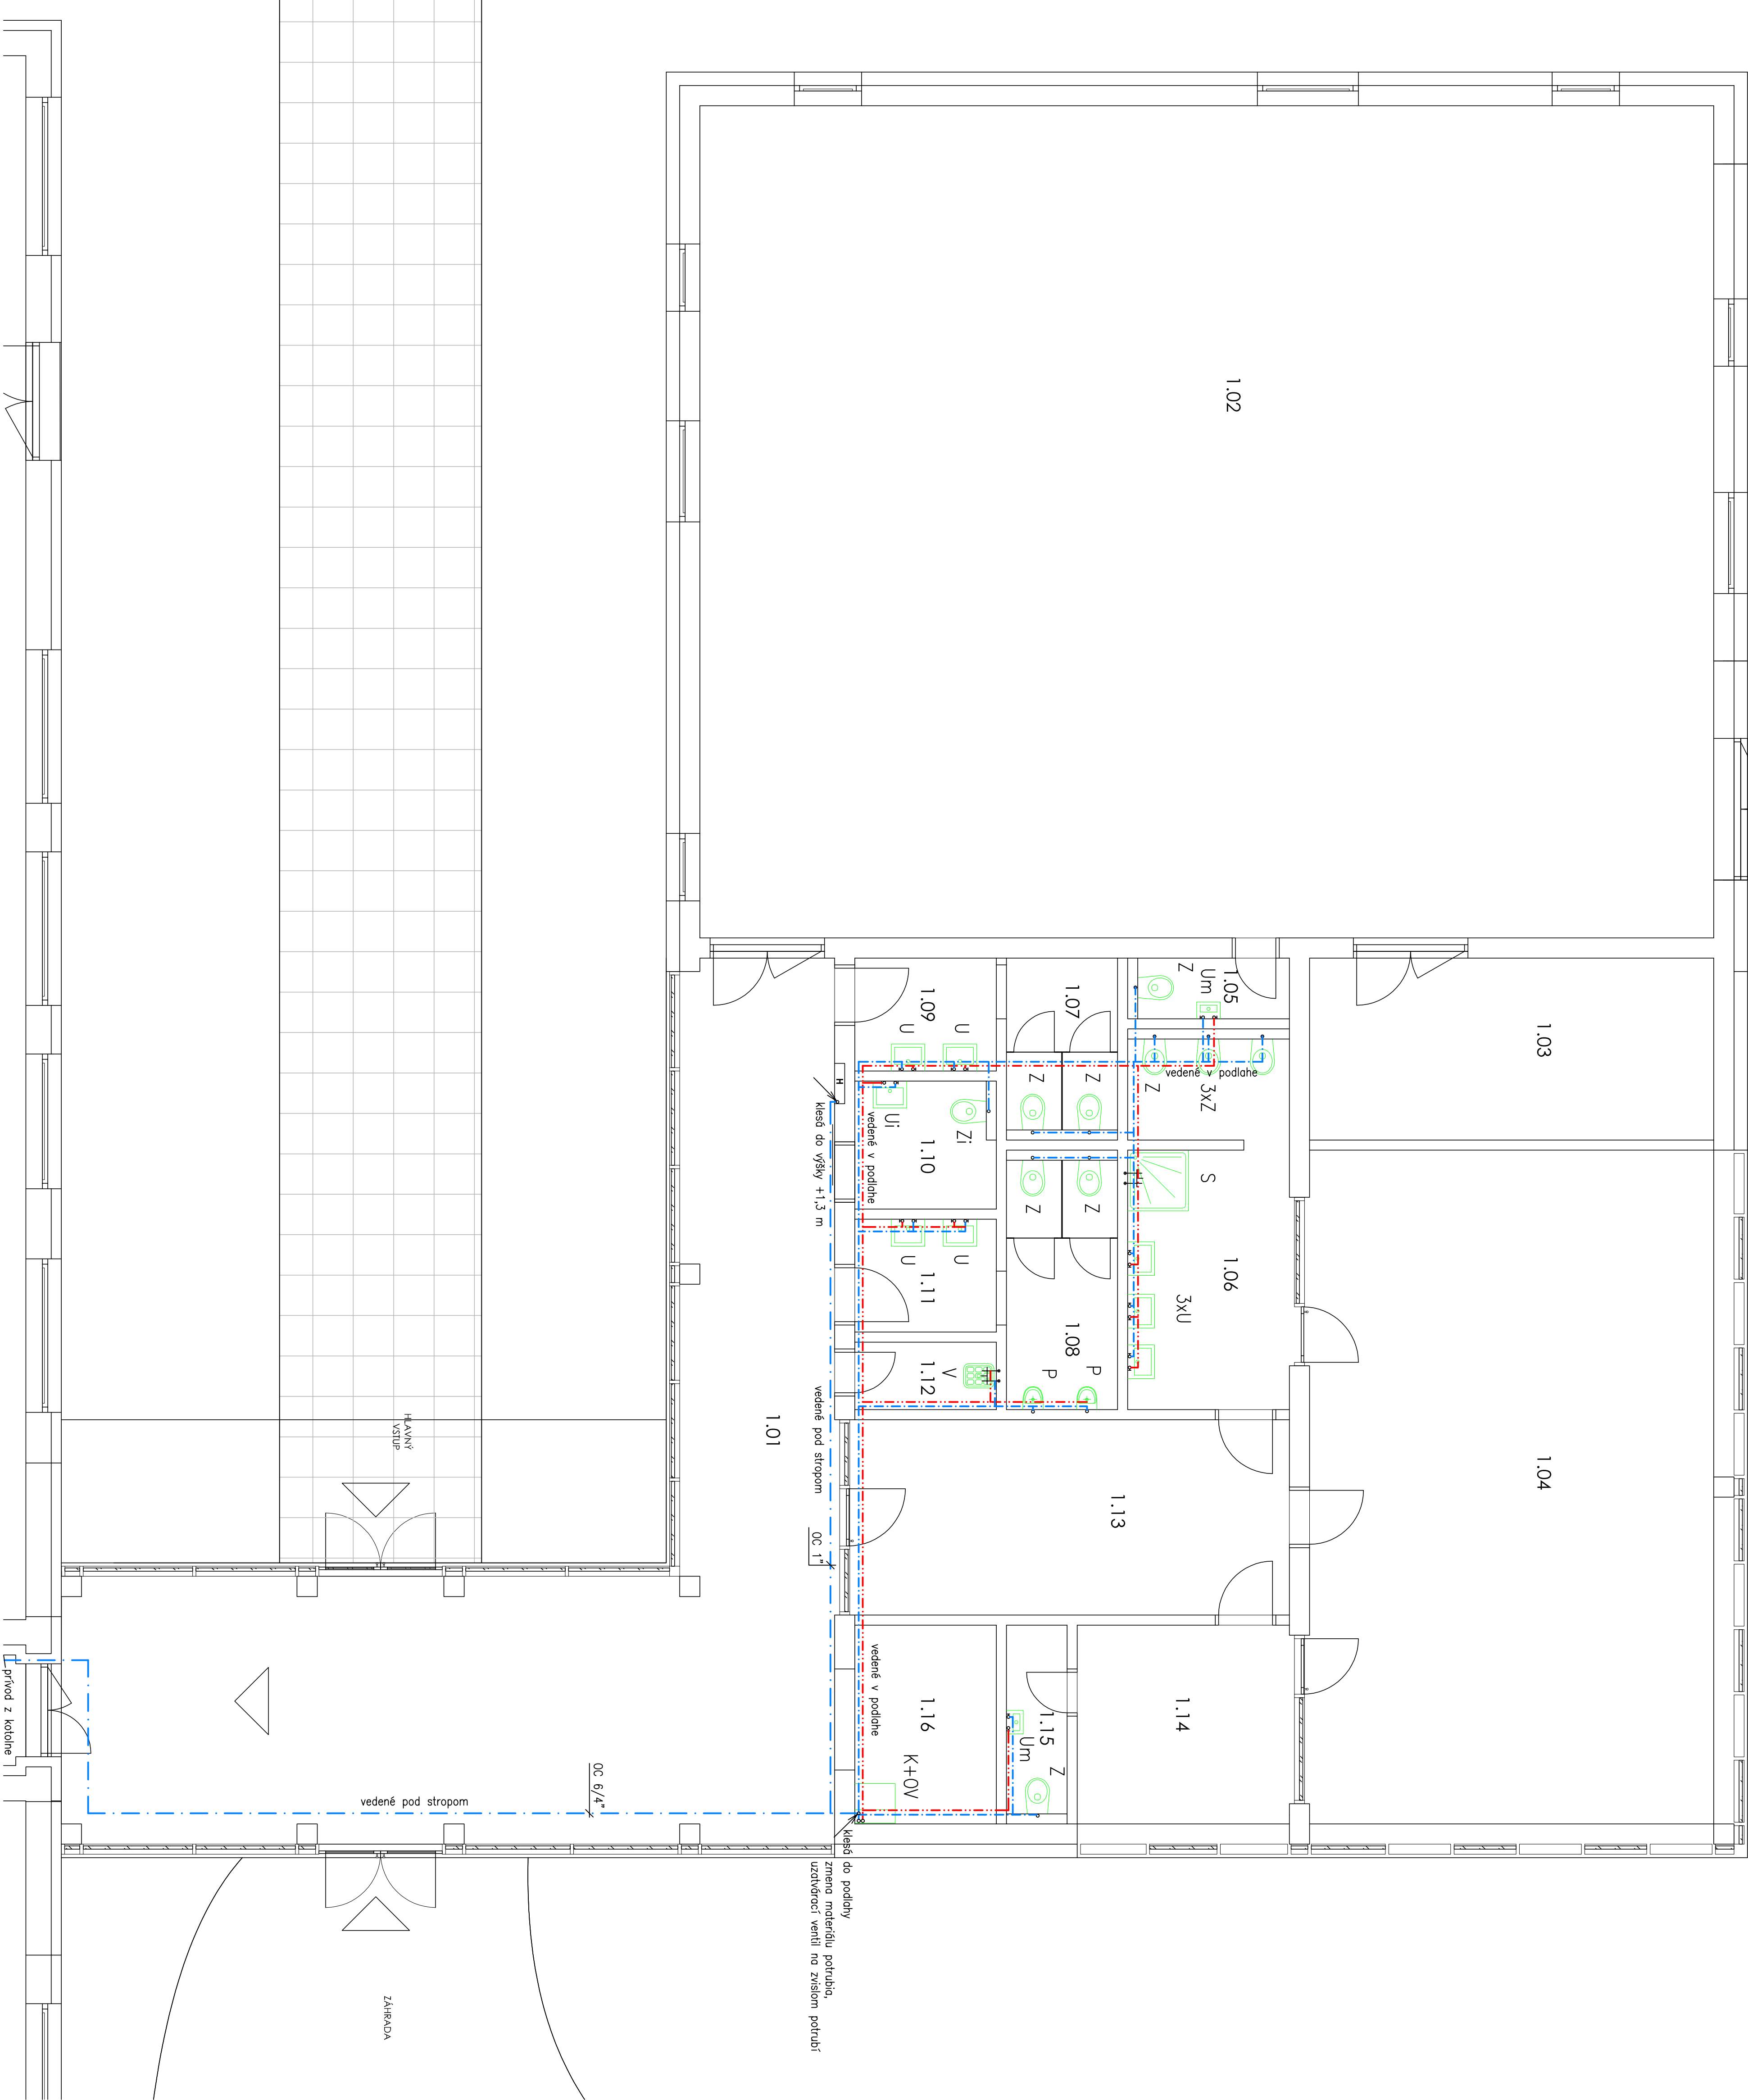 1.03
1.04
1.02
1.05
Um
Z
vedené v podlahe
3xZ
Z
S
1.06
3xU
1.14
1.13
Z
Z
P
1.07
1.08
Z
Z
P
1.15
Z
Um
U
Zi
U
V
1.09
1.10
1.11
1.12
1.16
K+OV
U
Ui
U
vedené v podlahe
vedené v podlahe
H
klesá do podlahy
zmena materiálu potrubia,
uzatvárací ventil na zvislom potrubí
klesá do výšky +1,3 m
vedené pod stropom
OC 1"
1.01
OC 6/4"
vedené pod stropom
HLAVNÝ
VSTUP
ZÁHRADA
prívod z kotolne